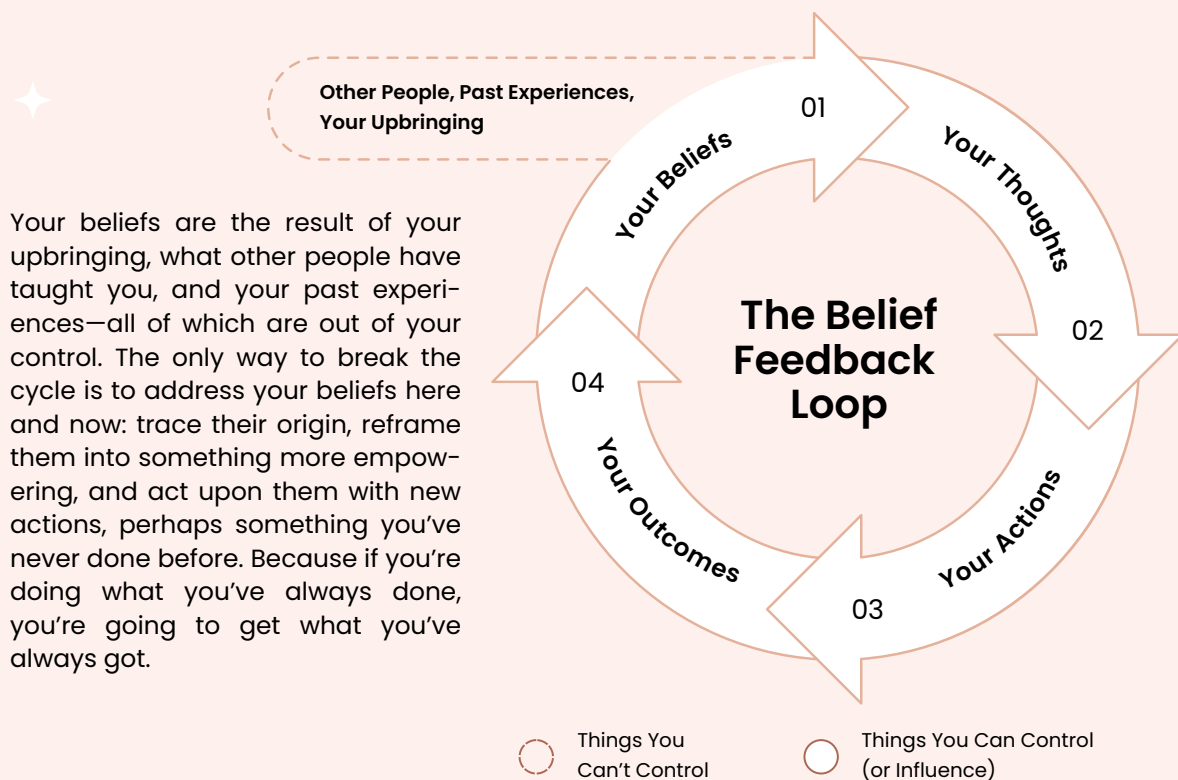 Other People, Past Experiences,
Your Upbringing
01
Your Beliefs
Your Thoughts
02
Your beliefs are the result of your
upbringing, what other people have
taught you, and your past experi-
ences—all of which are out of your
control. The only way to break the
cycle is to address your beliefs here
and now: trace their origin, reframe
them into something more empow-
ering, and act upon them with new
actions, perhaps something you’ve
never done before. Because if you’re
doing what you’ve always done,
you’re going to get what you’ve
always got.
The Belief
Feedback
Loop
Your Actions
03
Your Outcomes
04
Things You
Can’t Control
Things You Can Control
(or Influence)